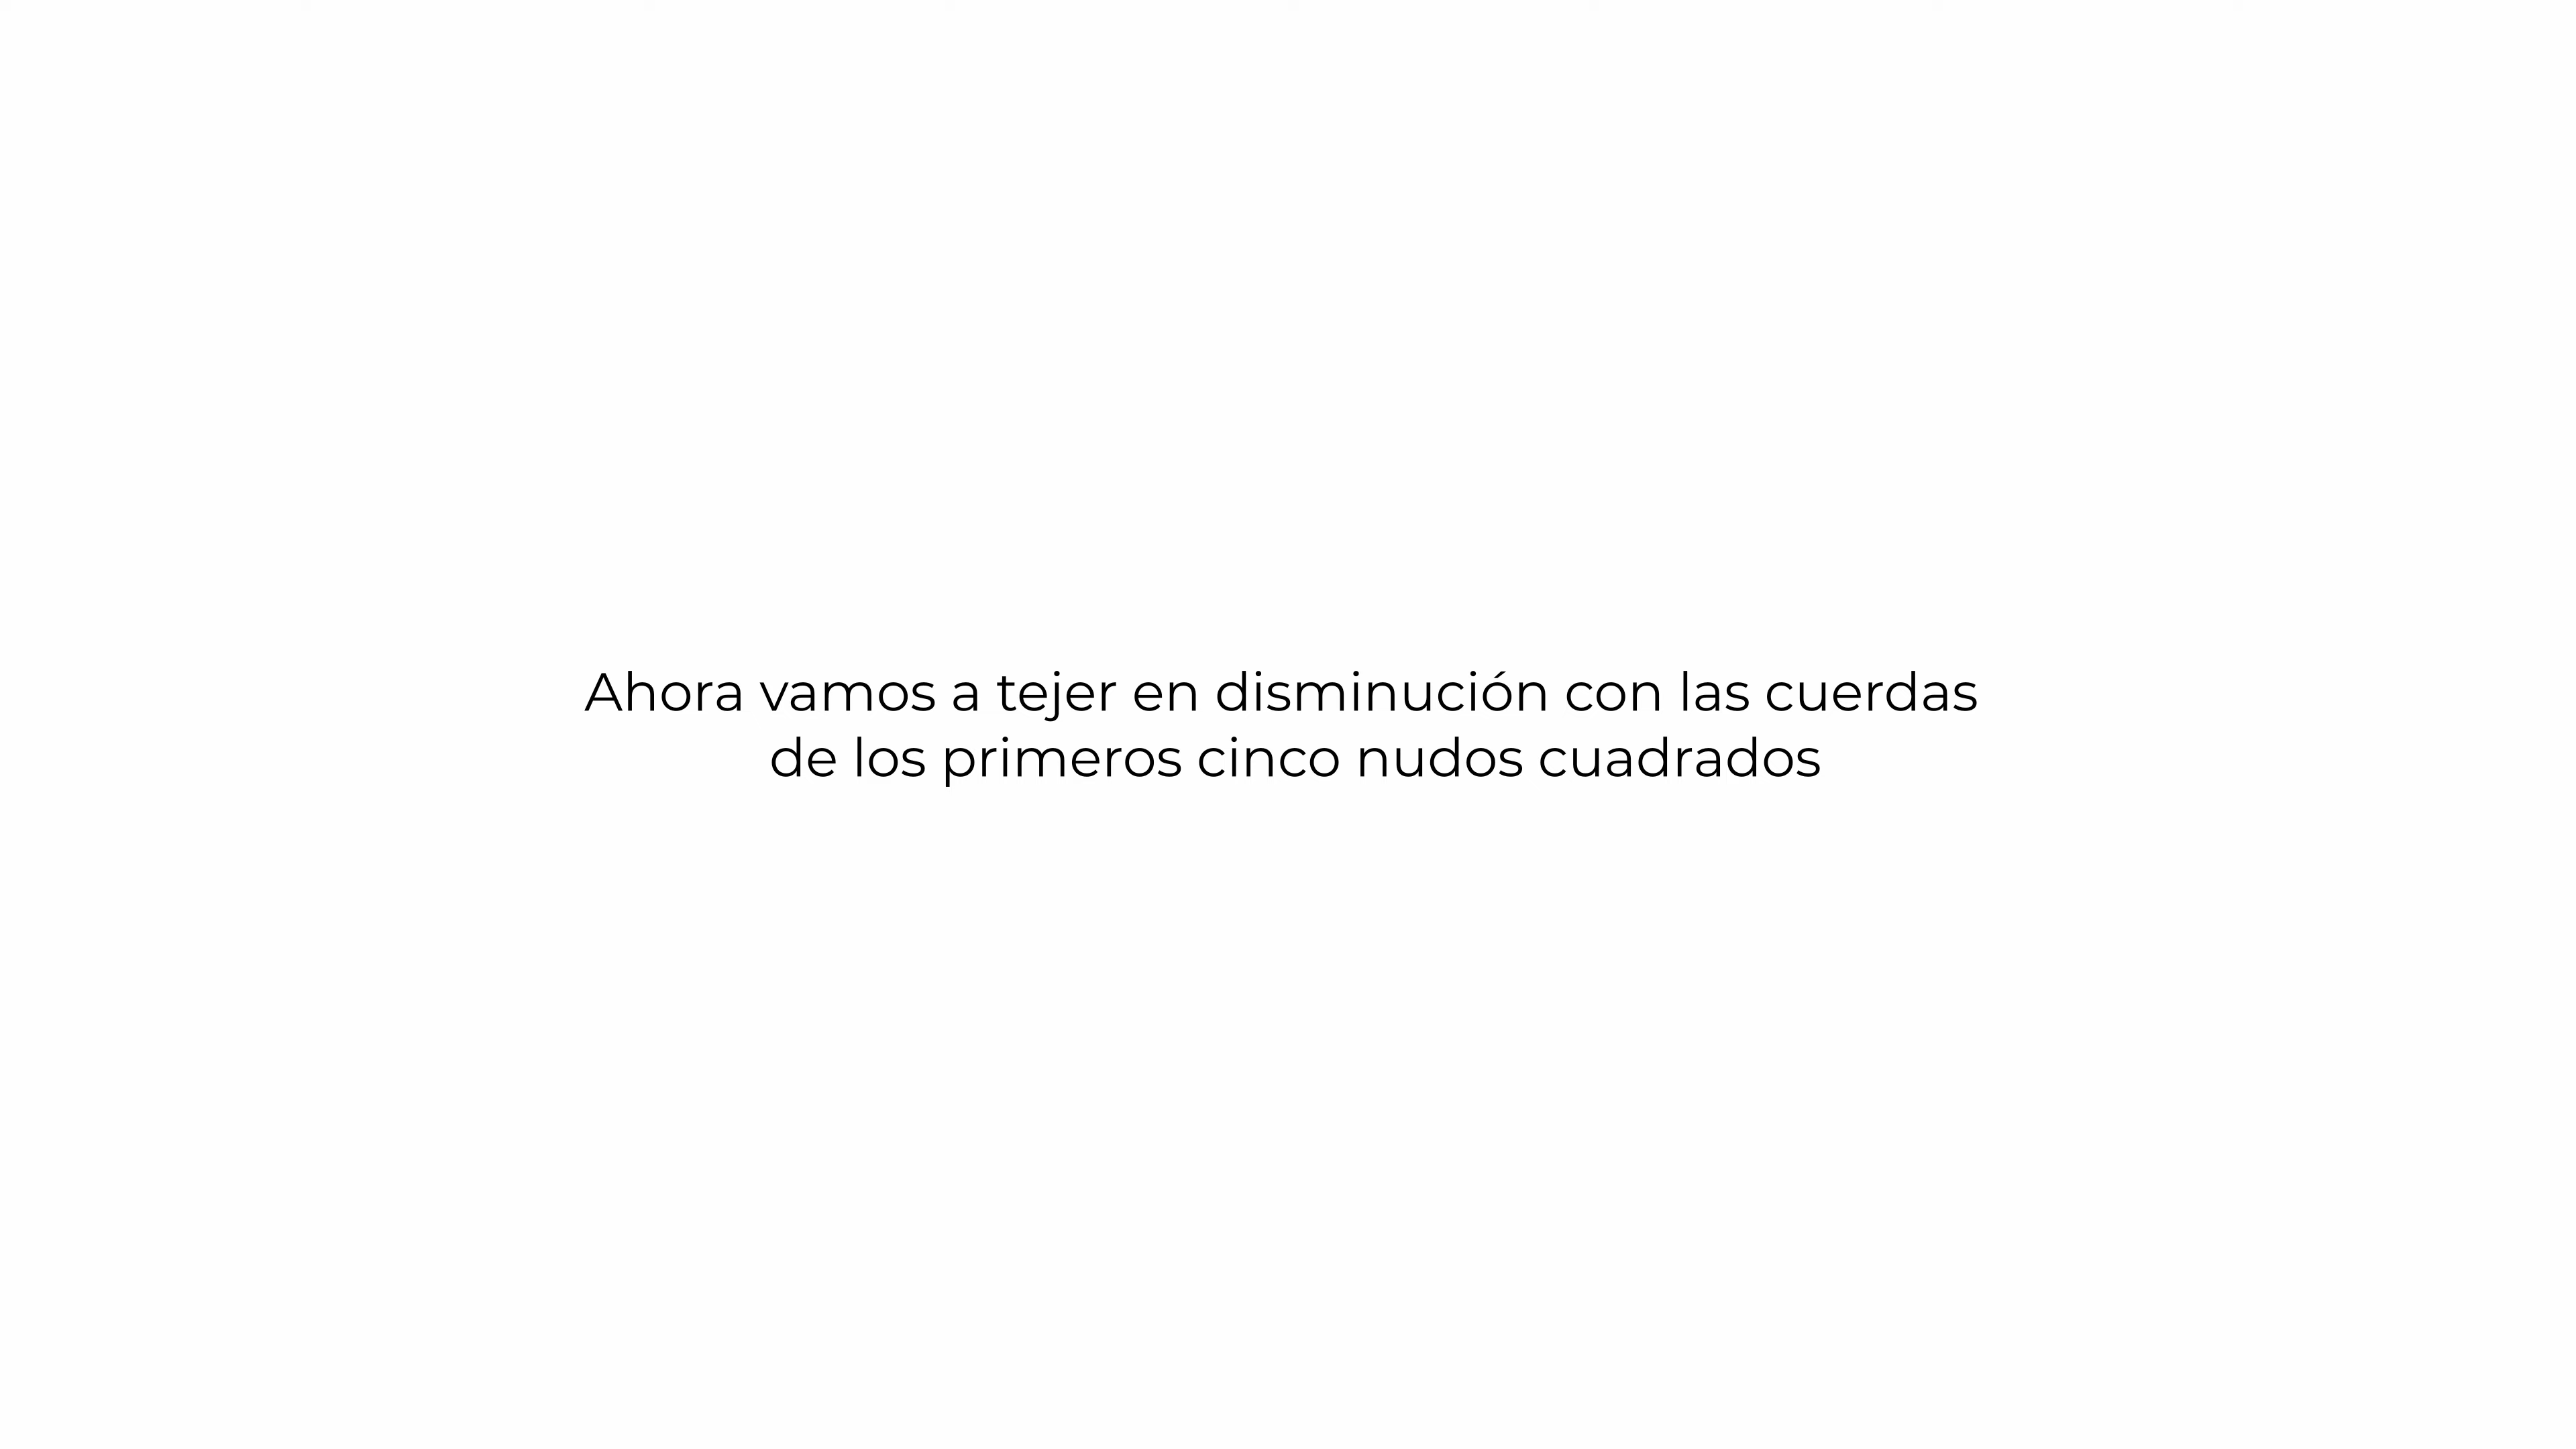 Ahora vamos a tejer en disminución con las cuerdas
de los primeros cinco nudos cuadrados